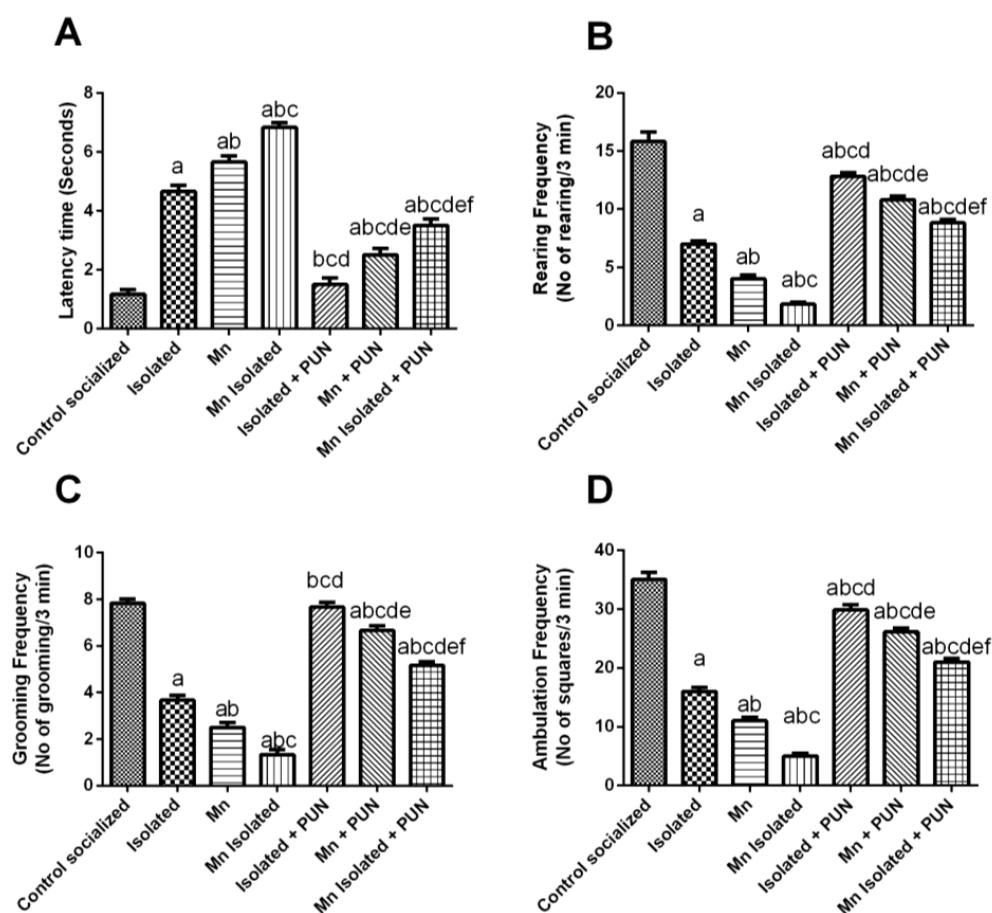 A
Latency time (Seconds)
8
6
4
2
0
a
ab
abc
bcd
abcde
abcdef
Control socialized
Isolated
Mn
Mn Isolated
Isolated + PUN
Mn + PUN
Mn Isolated + PUN
B
Rearing Frequency
(No of rearing/3 min)
20
15
10
5
0
a
ab
abc
abcd
abcde
abcdef
Control socialized
Isolated
Mn
Mn Isolated
Isolated + PUN
Mn + PUN
Mn Isolated + PUN
C
Grooming Frequency
(No of grooming/3 min)
10
8
6
4
2
0
a
ab
abc
bcd
abcde
abcdef
Control socialized
Isolated
Mn
Mn Isolated
Isolated + PUN
Mn + PUN
Mn Isolated + PUN
D
Ambulation Frequency
(No of squares/3 min)
40
30
20
10
0
a
ab
abc
abcd
abcde
abcdef
Control socialized
Isolated
Mn
Mn Isolated
Isolated + PUN
Mn + PUN
Mn Isolated + PUN